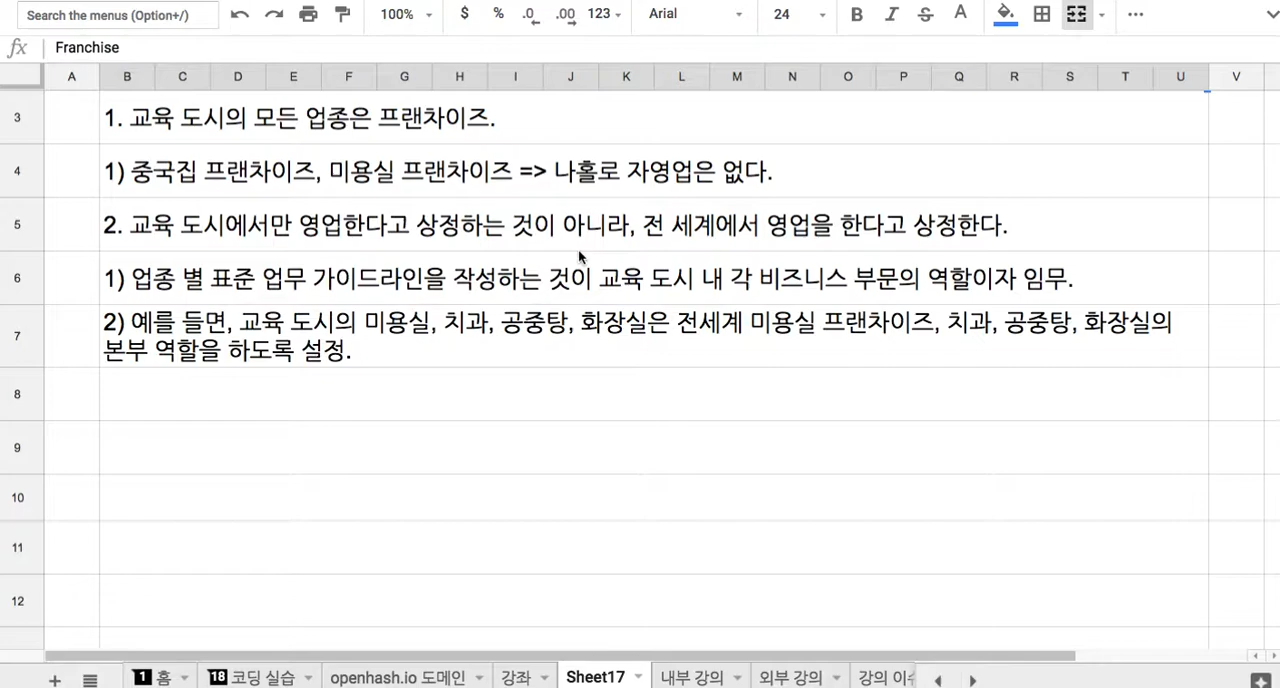 Search the menus (Option+/)
100%
$ % .0 .00 123
Arial
24
B I S A
fx Franchise
A B C D E F G H I J K L M N O P Q R S T U V
3 1. 교육 도시의 모든 업종은 프랜차이즈.
4 1) 중국집 프랜차이즈, 미용실 프랜차이즈 => 나홀로 자영업은 없다.
5 2. 교육 도시에서만 영업한다고 상정하는 것이 아니라, 전 세계에서 영업을 한다고 상정한다.
6 1) 업종 별 표준 업무 가이드라인을 작성하는 것이 교육 도시 내 각 비즈니스 부문의 역할이자 임무.
7 2) 예를 들면, 교육 도시의 미용실, 치과, 공중탕, 화장실은 전세계 미용실 프랜차이즈, 치과, 공중탕, 화장실의
본부 역할을 하도록 설정.
8
9
10
11
12
1 홈 18 코딩 실습 openhash.io 도메인 강좌 Sheet17 내부 강의 외부 강의 강의 이수